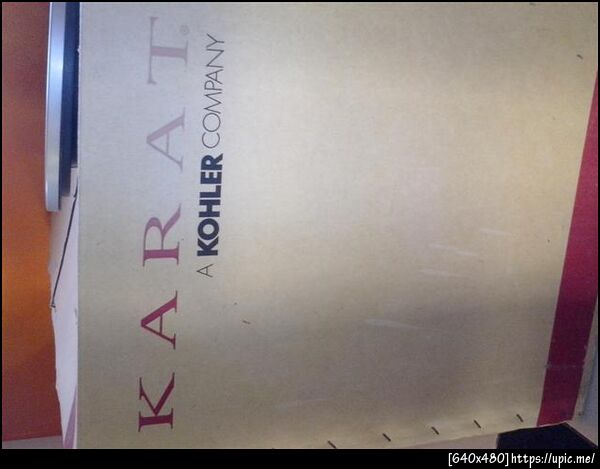 KARAT®
A KOHLER COMPANY
[640x480]https://upic.me/